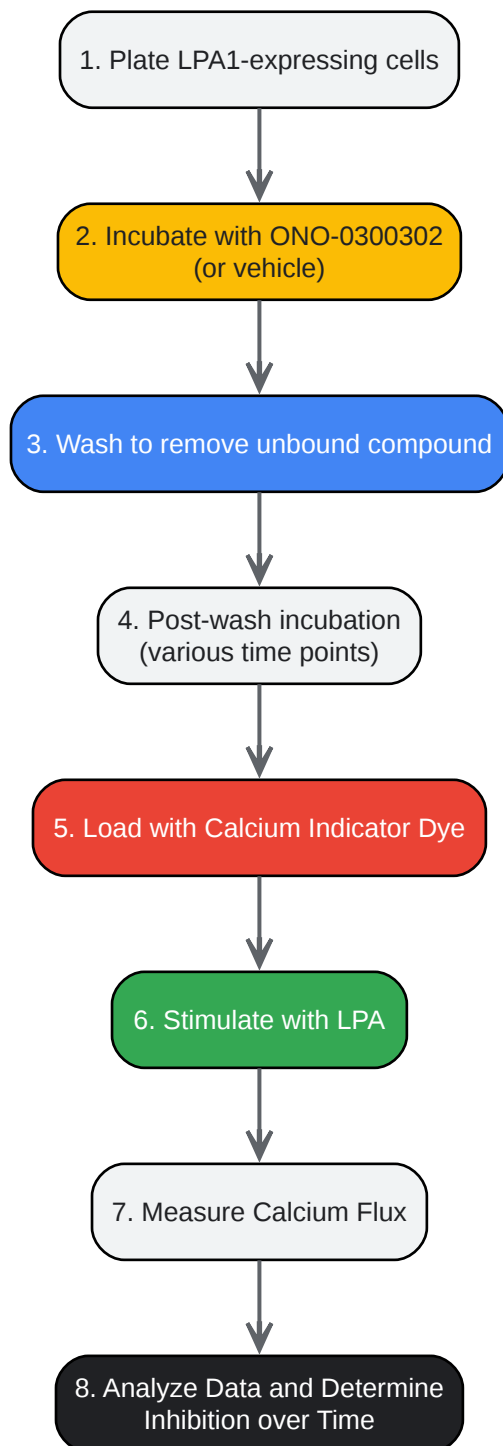 1. Plate LPA1-expressing cells
2. Incubate with ONO-0300302
(or vehicle)
3. Wash to remove unbound compound
4. Post-wash incubation
(various time points)
5. Load with Calcium Indicator Dye
6. Stimulate with LPA
7. Measure Calcium Flux
8. Analyze Data and Determine
Inhibition over Time